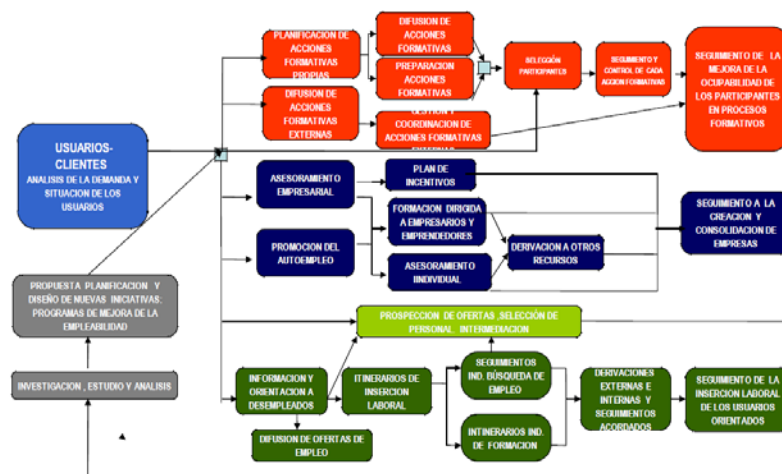 PLANIFICACIÓN DE
ACCIONES
FORMATIVAS
PROPIAS
DIFUSION DE
ACCIONES
FORMATIVAS
PREPARACION
ACCIONES
FORMATIVAS
SELECCIÓN
PARTICIPANTES
SEGUIMIENTO Y
CONTROL DE CADA
ACCION FORMATIVAS
SEGUIMIENTO DE LA
MEJORA DE LA
OCUPABILIDAD DE
LOS PARTICIPANTES
EN PROCESOS
FORMATIVOS
DIFUSION DE
ACCIONES
FORMATIVAS
EXTERNAS
GESTION Y
COORDINACION DE
ACCIONES FORMATIVAS
EXTERNAS
USUARIOS-
CLIENTES
ANALISIS DE LA DEMANDA Y
SITUACION DE LOS
USUARIOS
ASESORAMIENTO
EMPRESARIAL
PLAN DE
INCENTIVOS
FORMACION DIRIGIDA
A EMPRESARIOS Y
EMPRENDEDORES
PROMOCION DEL
AUTOEMPLEO
ASESORAMIENTO
IINDIVIDUAL
DERIVACION A OTROS
RECURSOS
SEGUIMIENTO A LA
CREACION Y
CONSOLIDACION DE
EMPRESAS
PROPUESTA PLANIFICACION Y
DISEÑO DE NUEVAS INICIATIVAS:
PROGRAMAS DE MEJORA DE LA
EMPLEABILIDAD
INVESTIGACION , ESTUDIO Y ANALISIS
PROSPECCION DE OFERTAS ,SELECCIÓN DE
PERSONAL, INTERMEDIACION
INFORMACION Y
ORIENTACION A
DESEMPLEADOS
ITINERARIOS DE
INSERCION
LABORAL
SEGUIMIENTOS
IND. BÚSQUEDA DE
EMPLEO
DERIVACIONES
EXTERNAS E
INTERNAS Y
SEGUIMIENTOS
ACORDADOS
SEGUIMIENTO DE LA
INSERCION LABORAL
DE LOS USUARIOS
ORIENTADOS
DIFUSION DE OFERTAS DE
EMPLEO
INTINERARIOS IND.
DE FORMACION